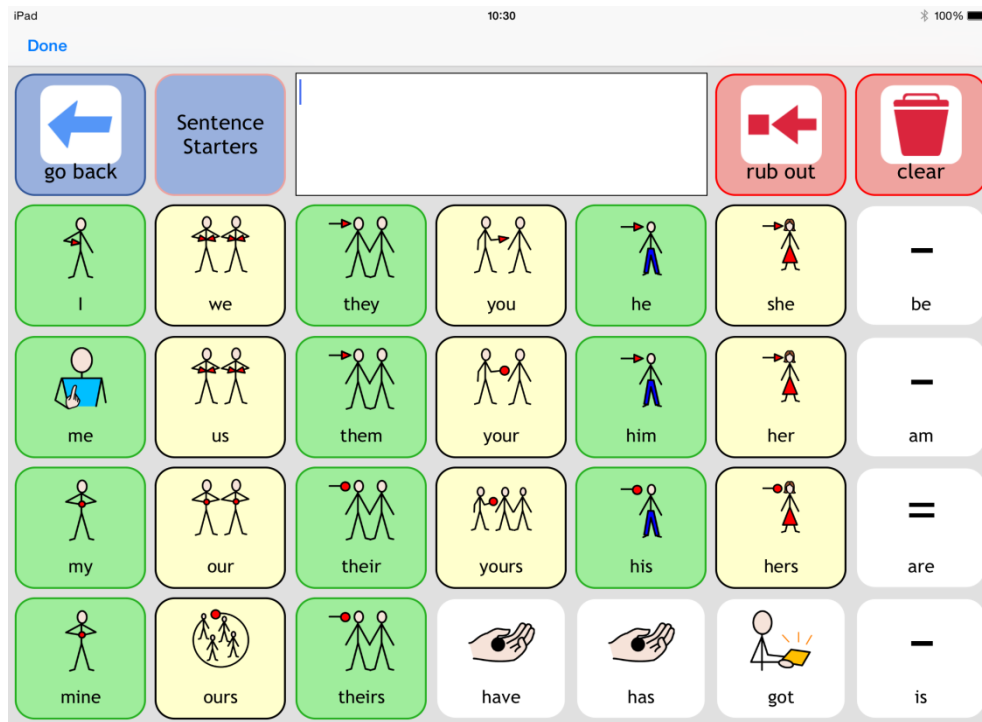 iPad 10:30 100%
Done
go back
Sentence
Starters
rub out
clear
I we they you he she be
me us them your him her am
my our their yours his hers are
mine ours theirs have has got is